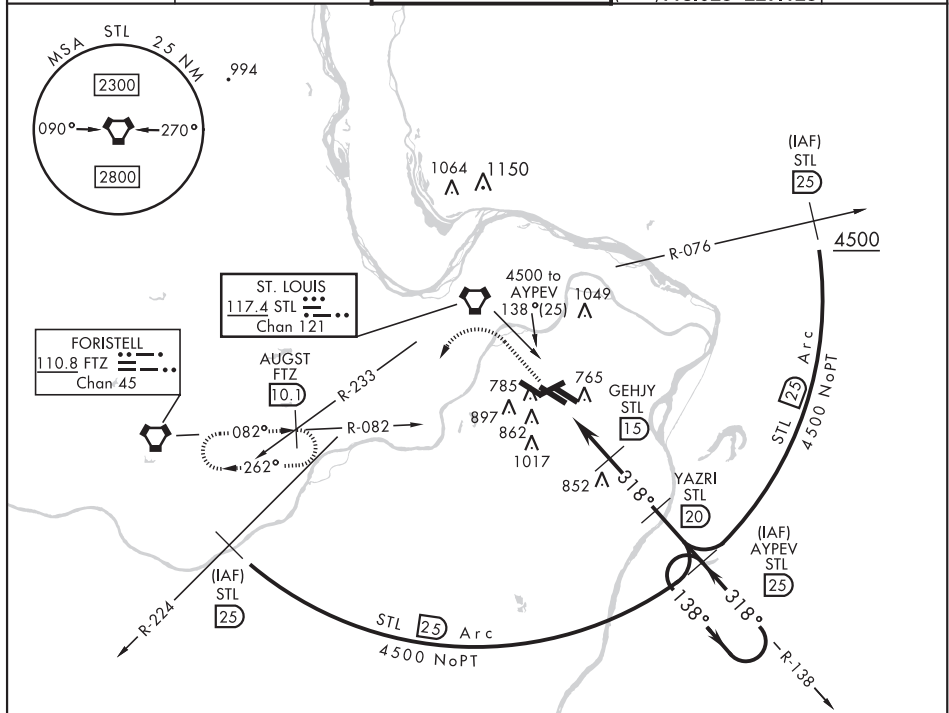 MSA STL 25 NM
2300
090°
270°
2800
994
1064
1150
(IAF)
STL
25
4500
R-076
4500 to
AYPEV
138°(25)
1049
ST. LOUIS
117.4 STL
Chan 121
FORISTELL
110.8 FTZ
Chan 45
AUGST
FTZ
10.1
R-233
R-082
082°
262°
785
765
897
862
1017
GEHJY
STL
15
852
318°
YAZRI
STL
20
STL 25 Arc
4500 NoPT
(IAF)
AYPEV
STL
25
318°
138°
R-138
(IAF)
STL
25
R-224
STL 25 Arc
4500 NoPT